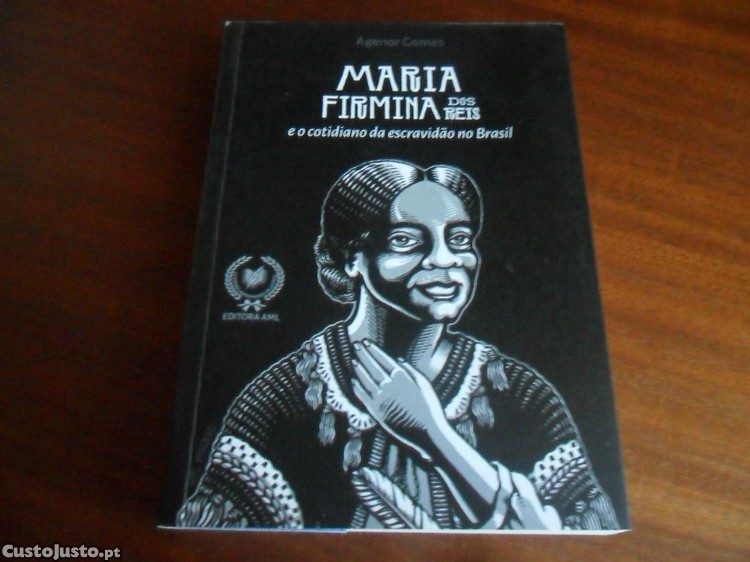 Agenor Gomes
MARIA
FIRMINA DOS REIS
e o cotidiano da escravidão no Brasil
EDITORA AML
CustoJusto.pt